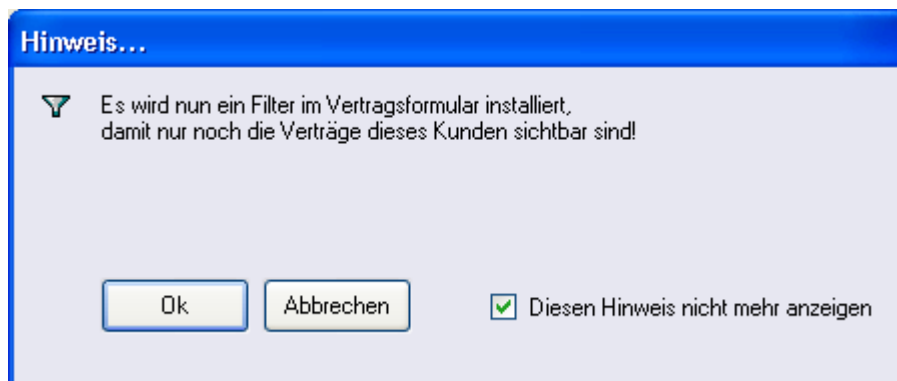 Hinweis...
Es wird nun ein Filter im Vertragsformular installiert,
damit nur noch die Verträge dieses Kunden sichtbar sind!
Ok
Abbrechen
Diesen Hinweis nicht mehr anzeigen